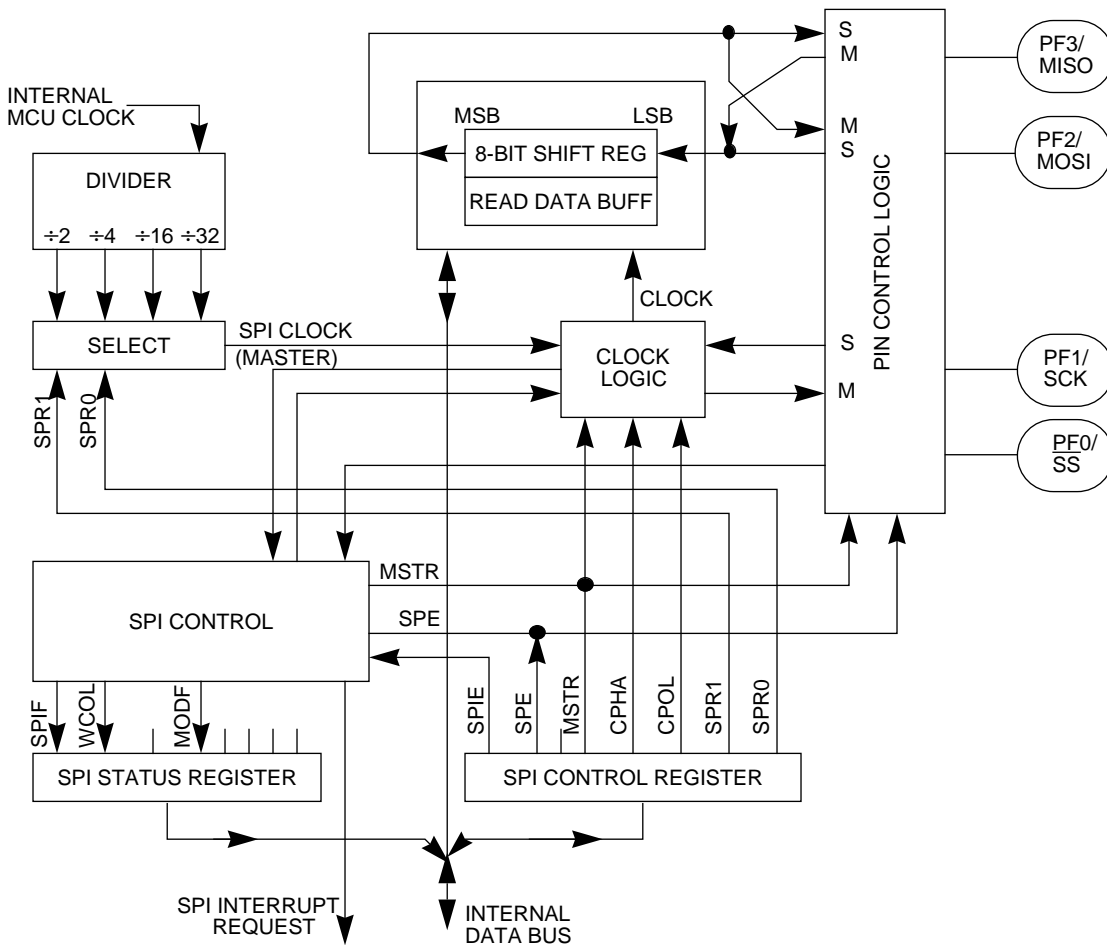 S
M
PF3/
MISO
INTERNAL
MCU CLOCK
MSB
LSB
8-BIT SHIFT REG
READ DATA BUFF
M
S
PF2/
MOSI
DIVIDER
÷2 ÷4 ÷16 ÷32
PIN CONTROL LOGIC
CLOCK
SELECT
SPI CLOCK
(MASTER)
CLOCK
LOGIC
S
M
PF1/
SCK
SPR1
SPR0
PF0/
SS
SPI CONTROL
MSTR
SPE
SPIF
WCOL
MODF
SPIE
SPE
MSTR
CPHA
CPOL
SPR1
SPR0
SPI STATUS REGISTER
SPI CONTROL REGISTER
SPI INTERRUPT
REQUEST
INTERNAL
DATA BUS